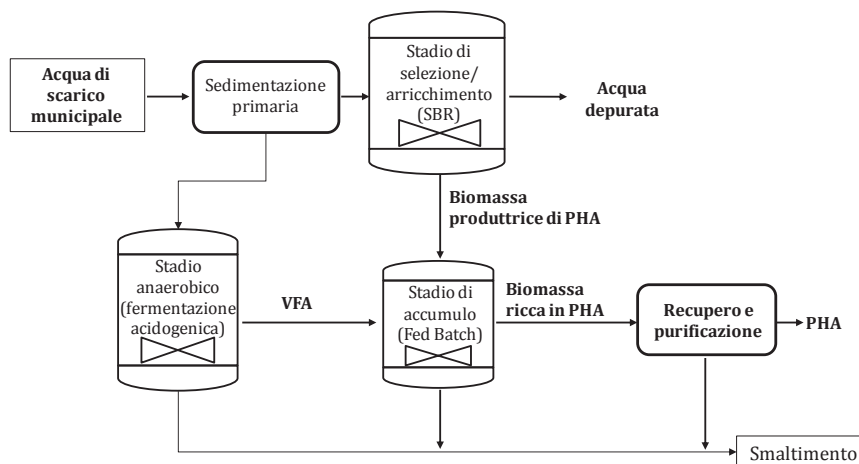 Acqua di
scarico
municipale
Sedimentazione
primaria
Stadio di
selezione/
arricchimento
(SBR)
Acqua
depurata
Biomassa
produttrice di PHA
Stadio
anaerobico
(fermentazione
acidogenica)
VFA
Stadio di
accumulo
(Fed Batch)
Biomassa
ricca in PHA
Recupero e
purificazione
PHA
Smaltimento